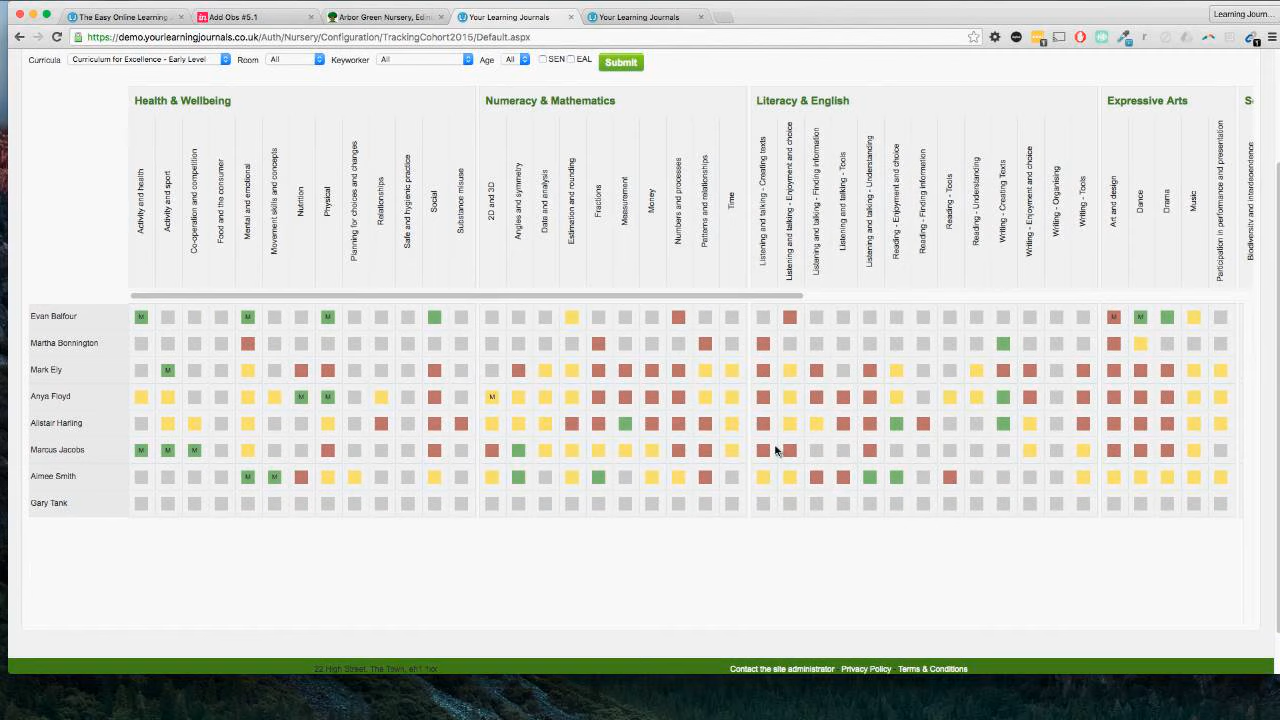 The Easy Online Learning
Add Obs #5.1
Arbor Green Nursery, Edin
Your Learning Journals
Your Learning Journals
Learning Journ...
https://demo.yourlearningjournals.co.uk/Auth/Nursery/Configuration/TrackingCohort2015/Default.aspx
Curricula Curriculum for Excellence - Early Level Room All Keyworker All Age All SEN EAL Submit
Health & Wellbeing
Numeracy & Mathematics
Literacy & English
Expressive Arts
Activity and health
Activity and sport
Co-operation and competition
Food and the consumer
Mental and emotional
Movement skills and concepts
Nutrition
Physical
Planning for choices and changes
Relationships
Safe and hygienic practice
Social
Substance misuse
2D and 3D
Angles and symmetry
Data and analysis
Estimation and rounding
Fractions
Measurement
Money
Numbers and processes
Patterns and relationships
Time
Listening and talking - Creating texts
Listening and talking - Enjoyment and choice
Listening and talking - Finding information
Listening and talking - Tools
Listening and talking - Understanding
Reading - Enjoyment and choice
Reading - Finding information
Reading - Tools
Reading - Understanding
Writing - Creating Texts
Writing - Enjoyment and choice
Writing - Organising
Writing - Tools
Art and design
Dance
Drama
Music
Participation in performance and presentation
Biodiversity and interdependence
Evan Balfour M M M M M
Martha Bonnington
Mark Ely M
Anya Floyd M M M
Alistair Harling
Marcus Jacobs M M M
Aimee Smith M M
Gary Tank
22 High Street, The Town, eh1 1xx
Contact the site administrator Privacy Policy Terms & Conditions